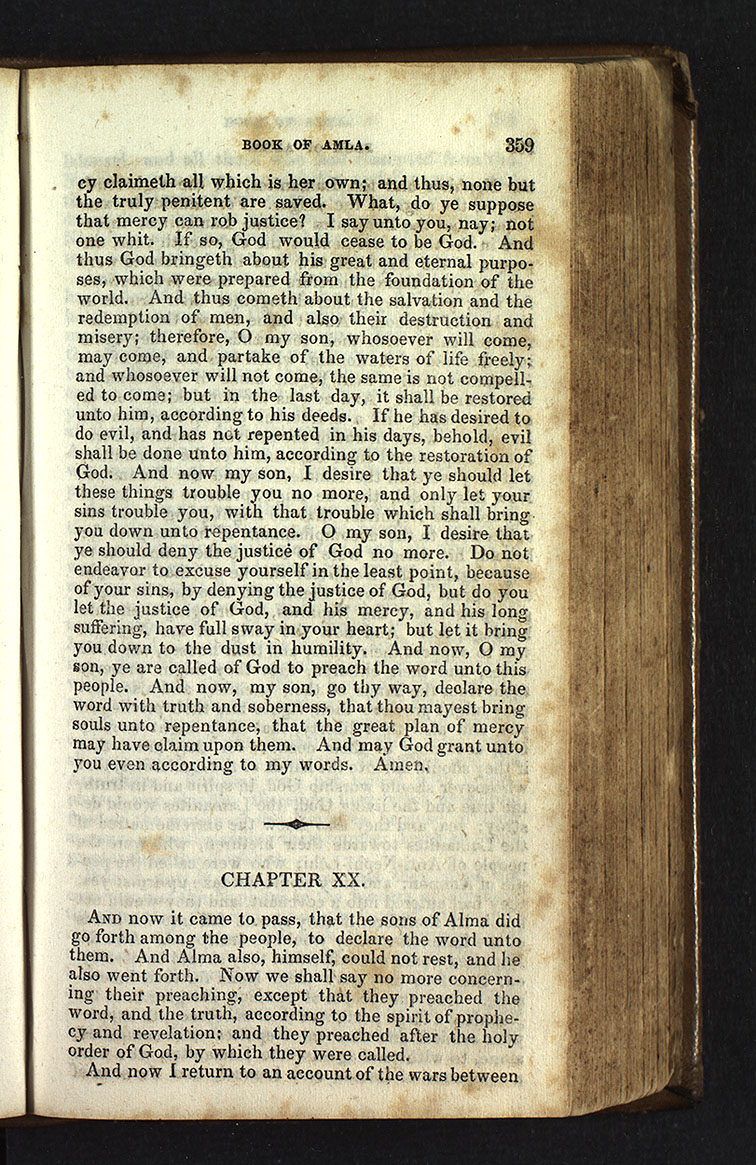 BOOK OF AMLA. 359
cy claimeth all which is her own; and thus, none but
the truly penitent are saved. What, do ye suppose
that mercy can rob justice? I say unto you, nay; not
one whit. If so, God would cease to be God. And
thus God bringeth about his great and eternal purpo-
ses, which were prepared from the foundation of the
world. And thus cometh about the salvation and the
redemption of men, and also their destruction and
misery; therefore, O my son, whosoever will come,
may come, and partake of the waters of life freely;
and whosoever will not come, the same is not compell-
ed to come; but in the last day, it shall be restored
unto him, according to his deeds. If he has desired to
do evil, and has not repented in his days, behold, evil
shall be done unto him, according to the restoration of
God. And now my son, I desire that ye should let
these things trouble you no more, and only let your
sins trouble you, with that trouble which shall bring
you down unto repentance. O my son, I desire that
ye should deny the justice of God no more. Do not
endeavor to excuse yourself in the least point, because
of your sins, by denying the justice of God, but do you
let the justice of God, and his mercy, and his long
suffering, have full sway in your heart; but let it bring
you down to the dust in humility. And now, O my
son, ye are called of God to preach the word unto this
people. And now, my son, go thy way, declare the
word with truth and soberness, that thou mayest bring
souls unto repentance, that the great plan of mercy
may have claim upon them. And may God grant unto
you even according to my words. Amen.
CHAPTER XX.
AND now it came to pass, that the sons of Alma did
go forth among the people, to declare the word unto
them. And Alma also, himself, could not rest, and he
also went forth. Now we shall say no more concern-
ing their preaching, except that they preached the
word, and the truth, according to the spirit of prophe-
cy and revelation; and they preached after the holy
order of God, by which they were called.
And now I return to an account of the wars between